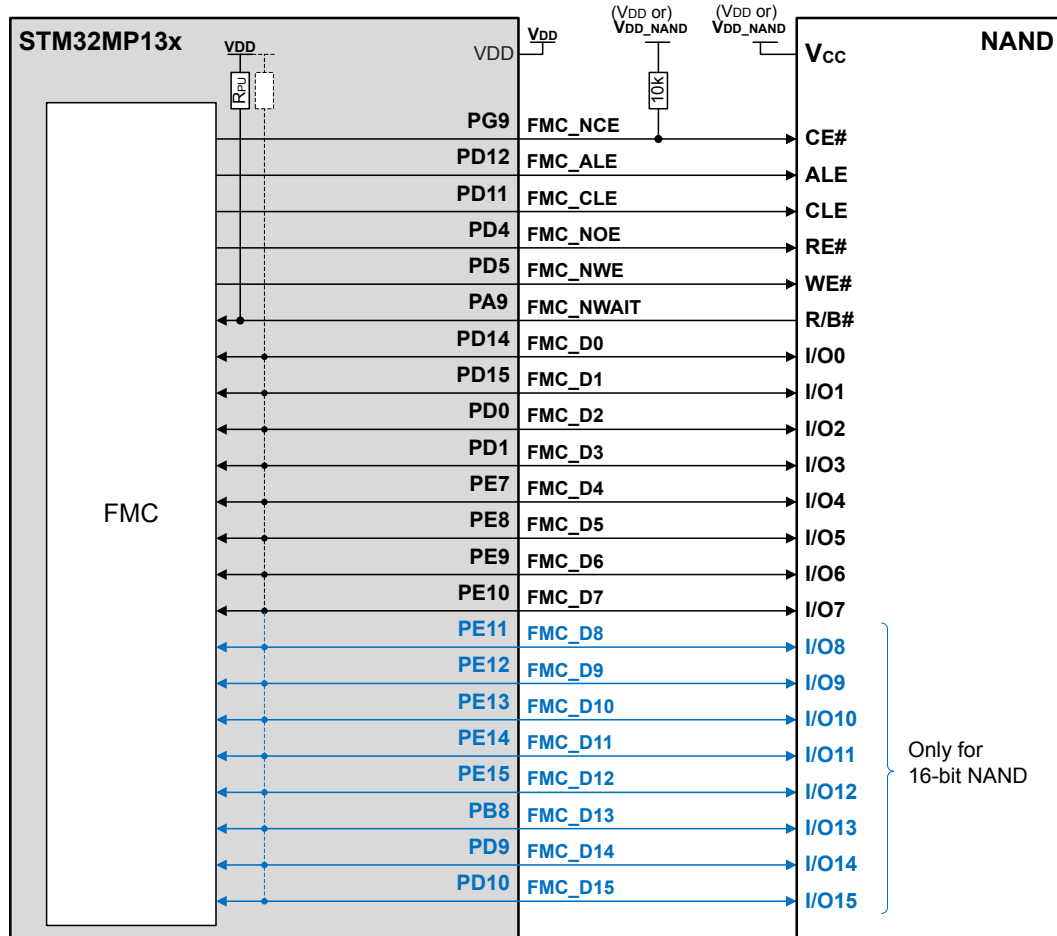 STM32MP13x
VDD
RPU
FMC
VDD
VDD
(VDD or)
VDD_NAND
10k
(VDD or)
VDD_NAND
VCC
NAND
PG9 FMC_NCE CE#
PD12 FMC_ALE ALE
PD11 FMC_CLE CLE
PD4 FMC_NOE RE#
PD5 FMC_NWE WE#
PA9 FMC_NWAIT R/B#
PD14 FMC_D0 I/O0
PD15 FMC_D1 I/O1
PD0 FMC_D2 I/O2
PD1 FMC_D3 I/O3
PE7 FMC_D4 I/O4
PE8 FMC_D5 I/O5
PE9 FMC_D6 I/O6
PE10 FMC_D7 I/O7
PE11 FMC_D8 I/O8
PE12 FMC_D9 I/O9
PE13 FMC_D10 I/O10
PE14 FMC_D11 I/O11
PE15 FMC_D12 I/O12
PB8 FMC_D13 I/O13
PD9 FMC_D14 I/O14
PD10 FMC_D15 I/O15
Only for
16-bit NAND